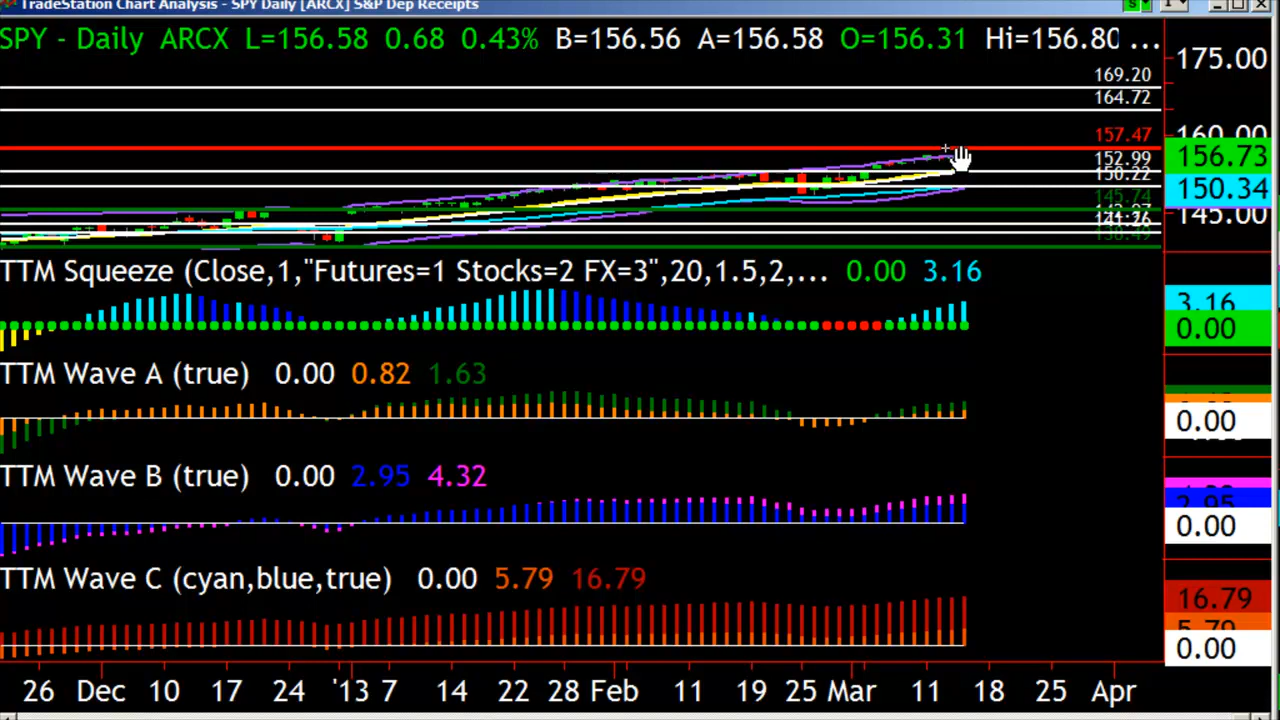 TradeStation Chart Analysis - SPY Daily [ARCX] S&P Dep Receipts
SPY - Daily ARCX L=156.58 0.68 0.43% B=156.56 A=156.58 O=156.31 Hi=156.80 ...
175.00
169.20
164.72
157.47
160.00
152.99
156.73
150.22
145.74
150.34
145.00
TTM Squeeze (Close,1,"Futures=1 Stocks=2 FX=3",20,1.5,2,... 0.00 3.16
3.16
0.00
TTM Wave A (true) 0.00 0.82 1.63
0.00
TTM Wave B (true) 0.00 2.95 4.32
2.95
0.00
TTM Wave C (cyan,blue,true) 0.00 5.79 16.79
16.79
5.79
0.00
26 Dec 10 17 24 '13 7 14 22 28 Feb 11 19 25 Mar 11 18 25 Apr